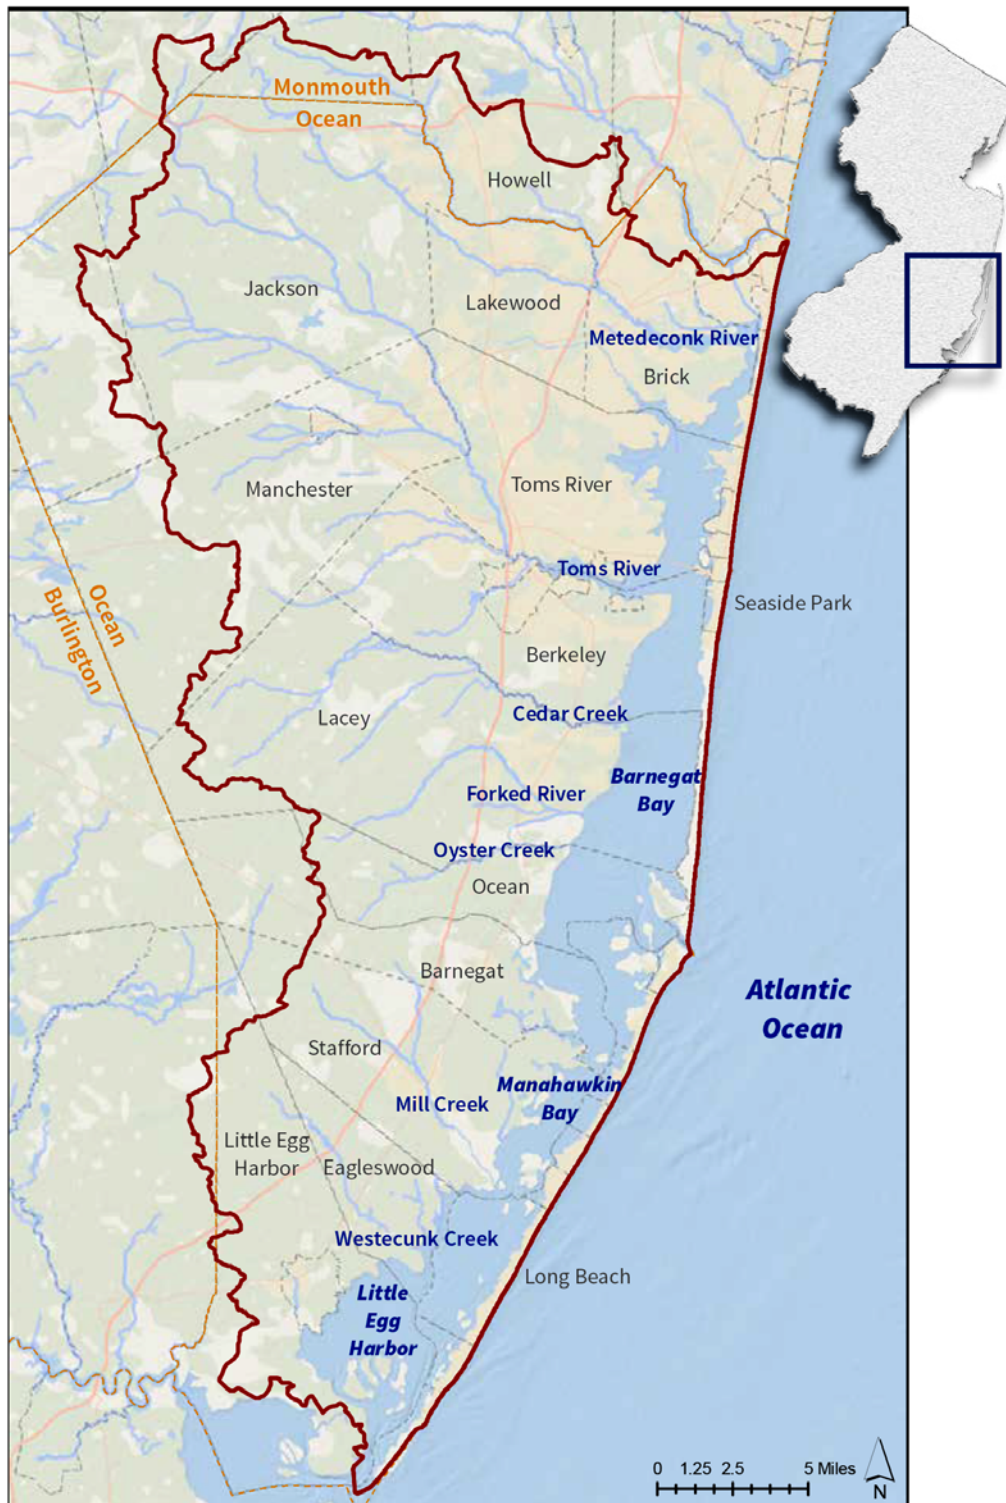 Monmouth
Ocean
Howell
Jackson
Lakewood
Metedeconk River
Brick
Manchester
Toms River
Toms River
Ocean
Burlington
Seaside Park
Berkeley
Lacey
Cedar Creek
Barnegat
Bay
Forked River
Oyster Creek
Ocean
Barnegat
Atlantic
Ocean
Stafford
Manahawkin
Bay
Mill Creek
Little Egg
Harbor
Eagleswood
Westecunk Creek
Long Beach
Little
Egg
Harbor
0 1.25 2.5 5 Miles
N